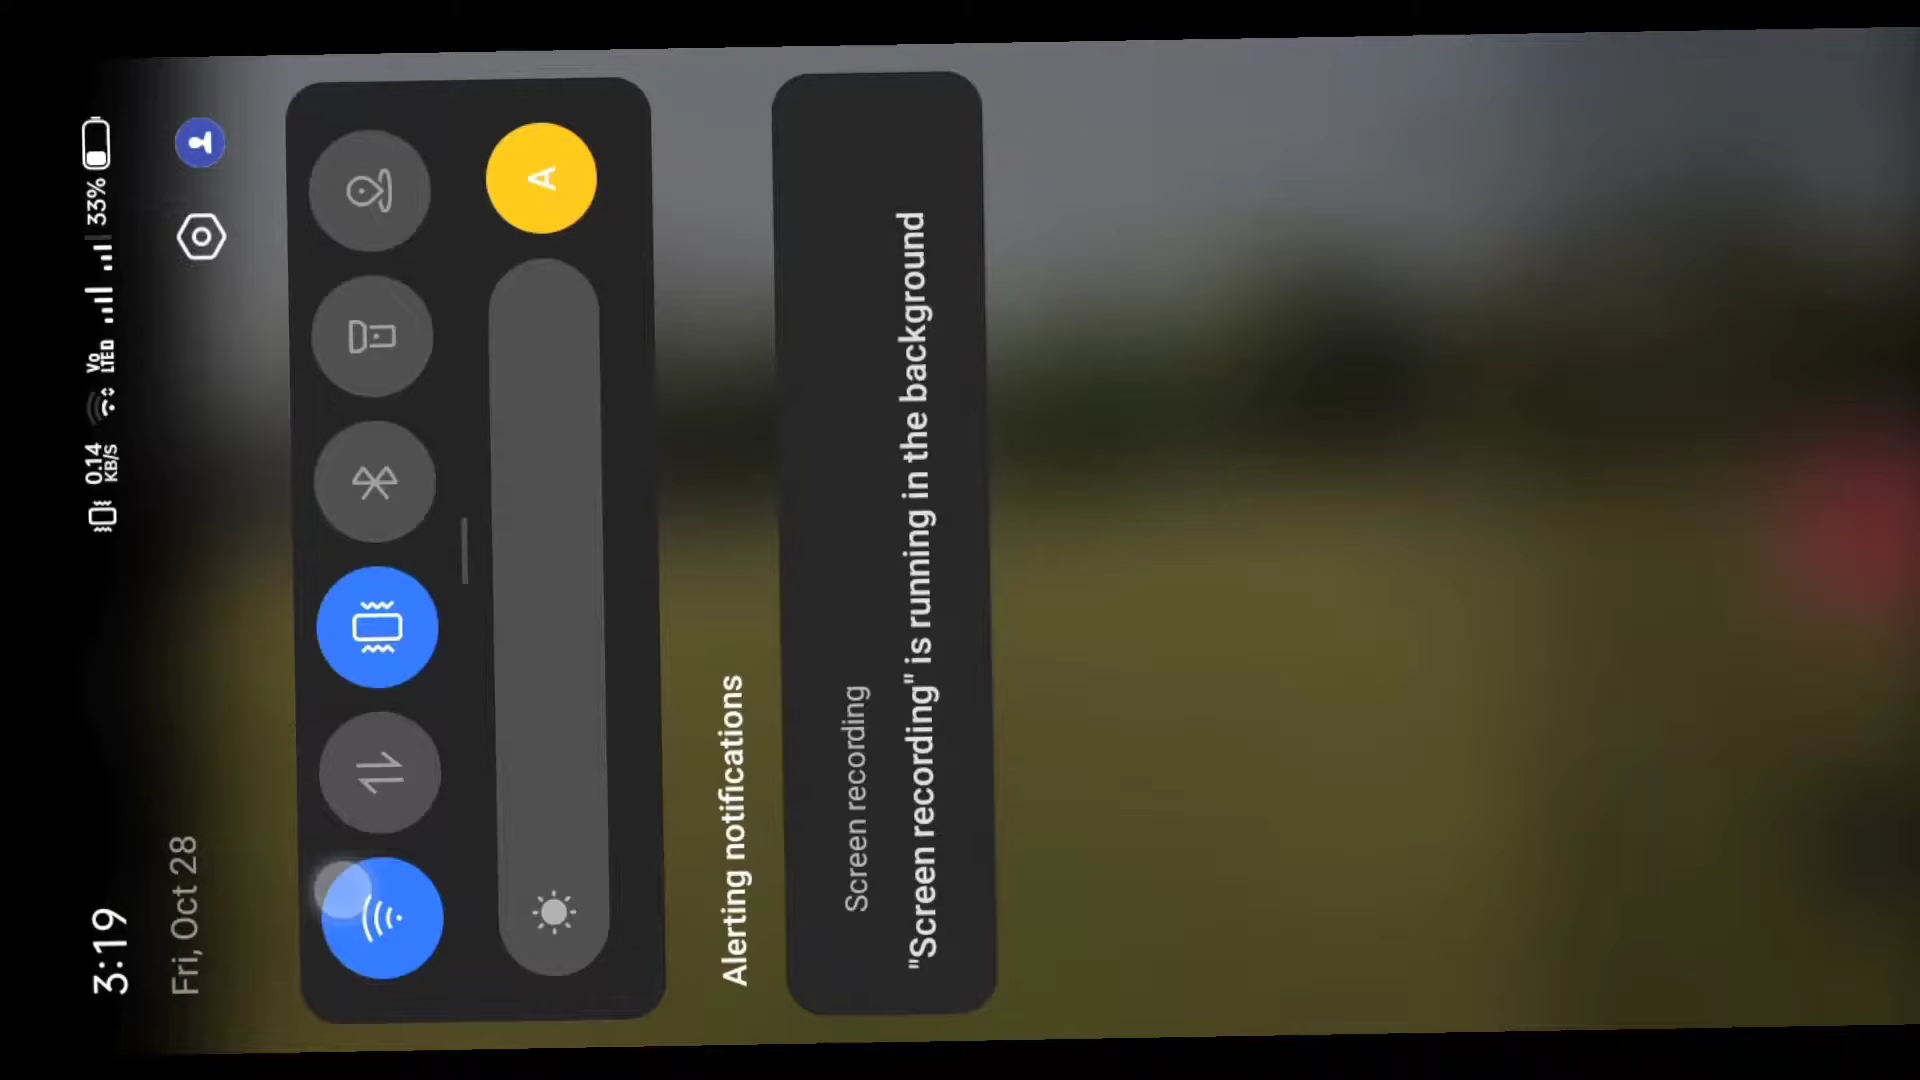 3:19
0.14 KB/S Vo LTED 33%
Fri, Oct 28
A
Alerting notifications
Screen recording
"Screen recording" is running in the background